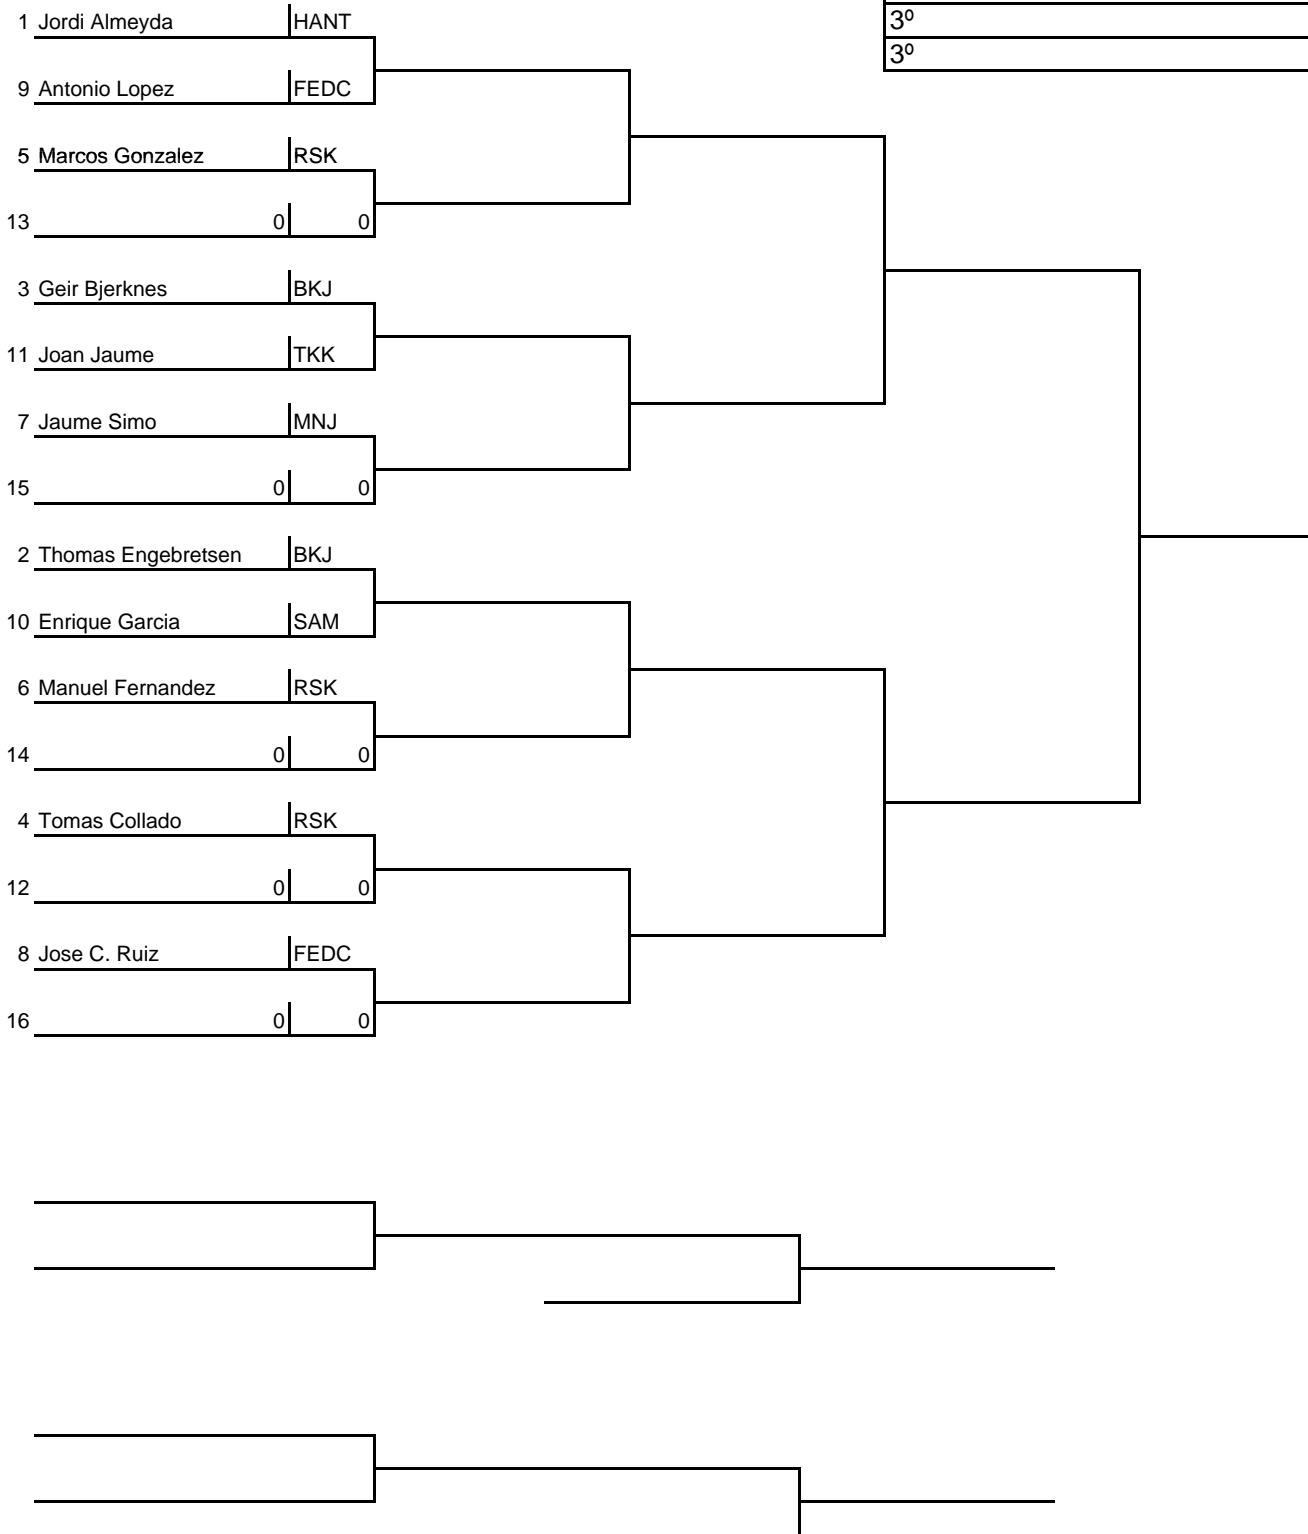 1 Jordi Almeyda HANT
3º
3º
9 Antonio Lopez FEDC
5 Marcos Gonzalez RSK
13 0 0
3 Geir Bjerknes BKJ
11 Joan Jaume TKK
7 Jaume Simo MNJ
15 0 0
2 Thomas Engebretsen BKJ
10 Enrique Garcia SAM
6 Manuel Fernandez RSK
14 0 0
4 Tomas Collado RSK
12 0 0
8 Jose C. Ruiz FEDC
16 0 0